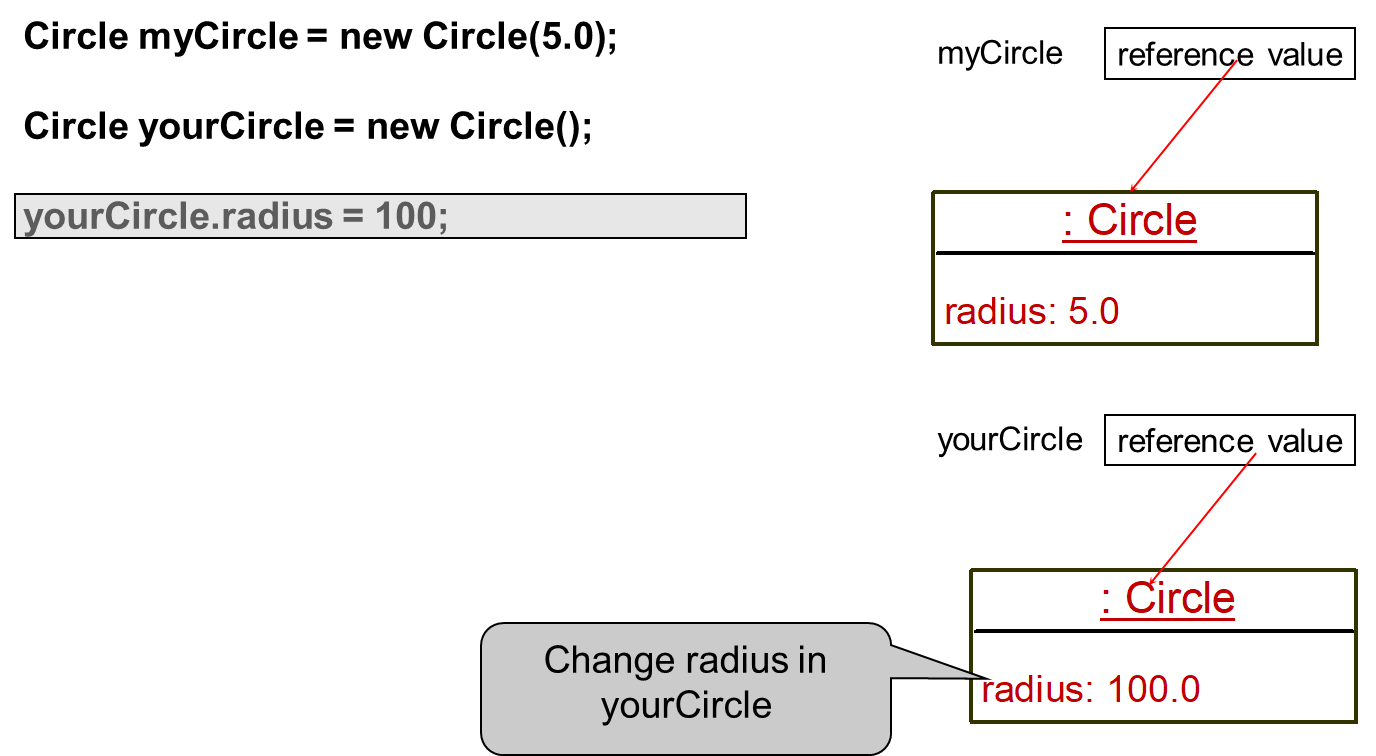 Circle myCircle = new Circle(5.0);
Circle yourCircle = new Circle();
yourCircle.radius = 100;
myCircle
reference value
: Circle
radius: 5.0
yourCircle
reference value
: Circle
radius: 100.0
Change radius in
yourCircle